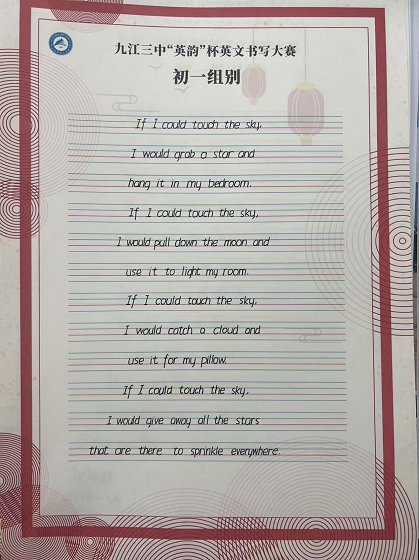 九江三中“英韵”杯英文书写大赛
初一组别
If I could touch the sky,
I would grab a star and
hang it in my bedroom.
If I could touch the sky,
I would pull down the moon and
use it to light my room.
If I could touch the sky,
I would catch a cloud and
use it for my pillow.
If I could touch the sky,
I would give away all the stars
that are there to sprinkle everywhere.